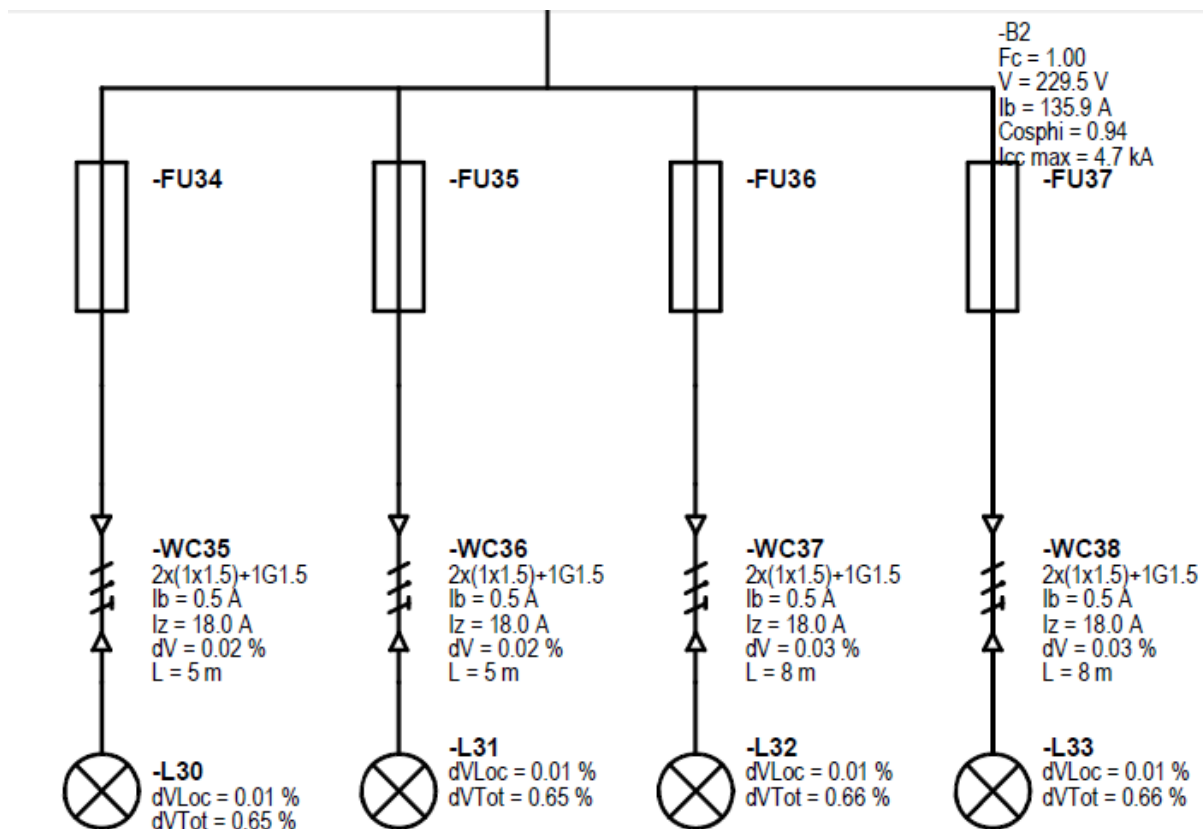 -B2
Fc = 1.00
V = 229.5 V
Ib = 135.9 A
Cosphi = 0.94
Icc max = 4.7 kA
-FU34
-FU35
-FU36
-FU37
-WC35
2x(1x1.5)+1G1.5
Ib = 0.5 A
Iz = 18.0 A
dV = 0.02 %
L = 5 m
-WC36
2x(1x1.5)+1G1.5
Ib = 0.5 A
Iz = 18.0 A
dV = 0.02 %
L = 5 m
-WC37
2x(1x1.5)+1G1.5
Ib = 0.5 A
Iz = 18.0 A
dV = 0.03 %
L = 8 m
-WC38
2x(1x1.5)+1G1.5
Ib = 0.5 A
Iz = 18.0 A
dV = 0.03 %
L = 8 m
-L30
dVLoc = 0.01 %
dVTot = 0.65 %
-L31
dVLoc = 0.01 %
dVTot = 0.65 %
-L32
dVLoc = 0.01 %
dVTot = 0.66 %
-L33
dVLoc = 0.01 %
dVTot = 0.66 %